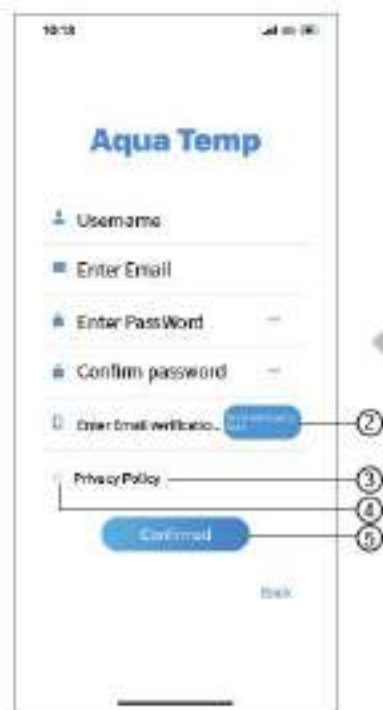 10:13
Aqua Temp
Username
Enter Email
Enter PassWord
Confirm password
Enter Email verificatio...
②
Privacy Policy
③
④
Confirmed
⑤
Back